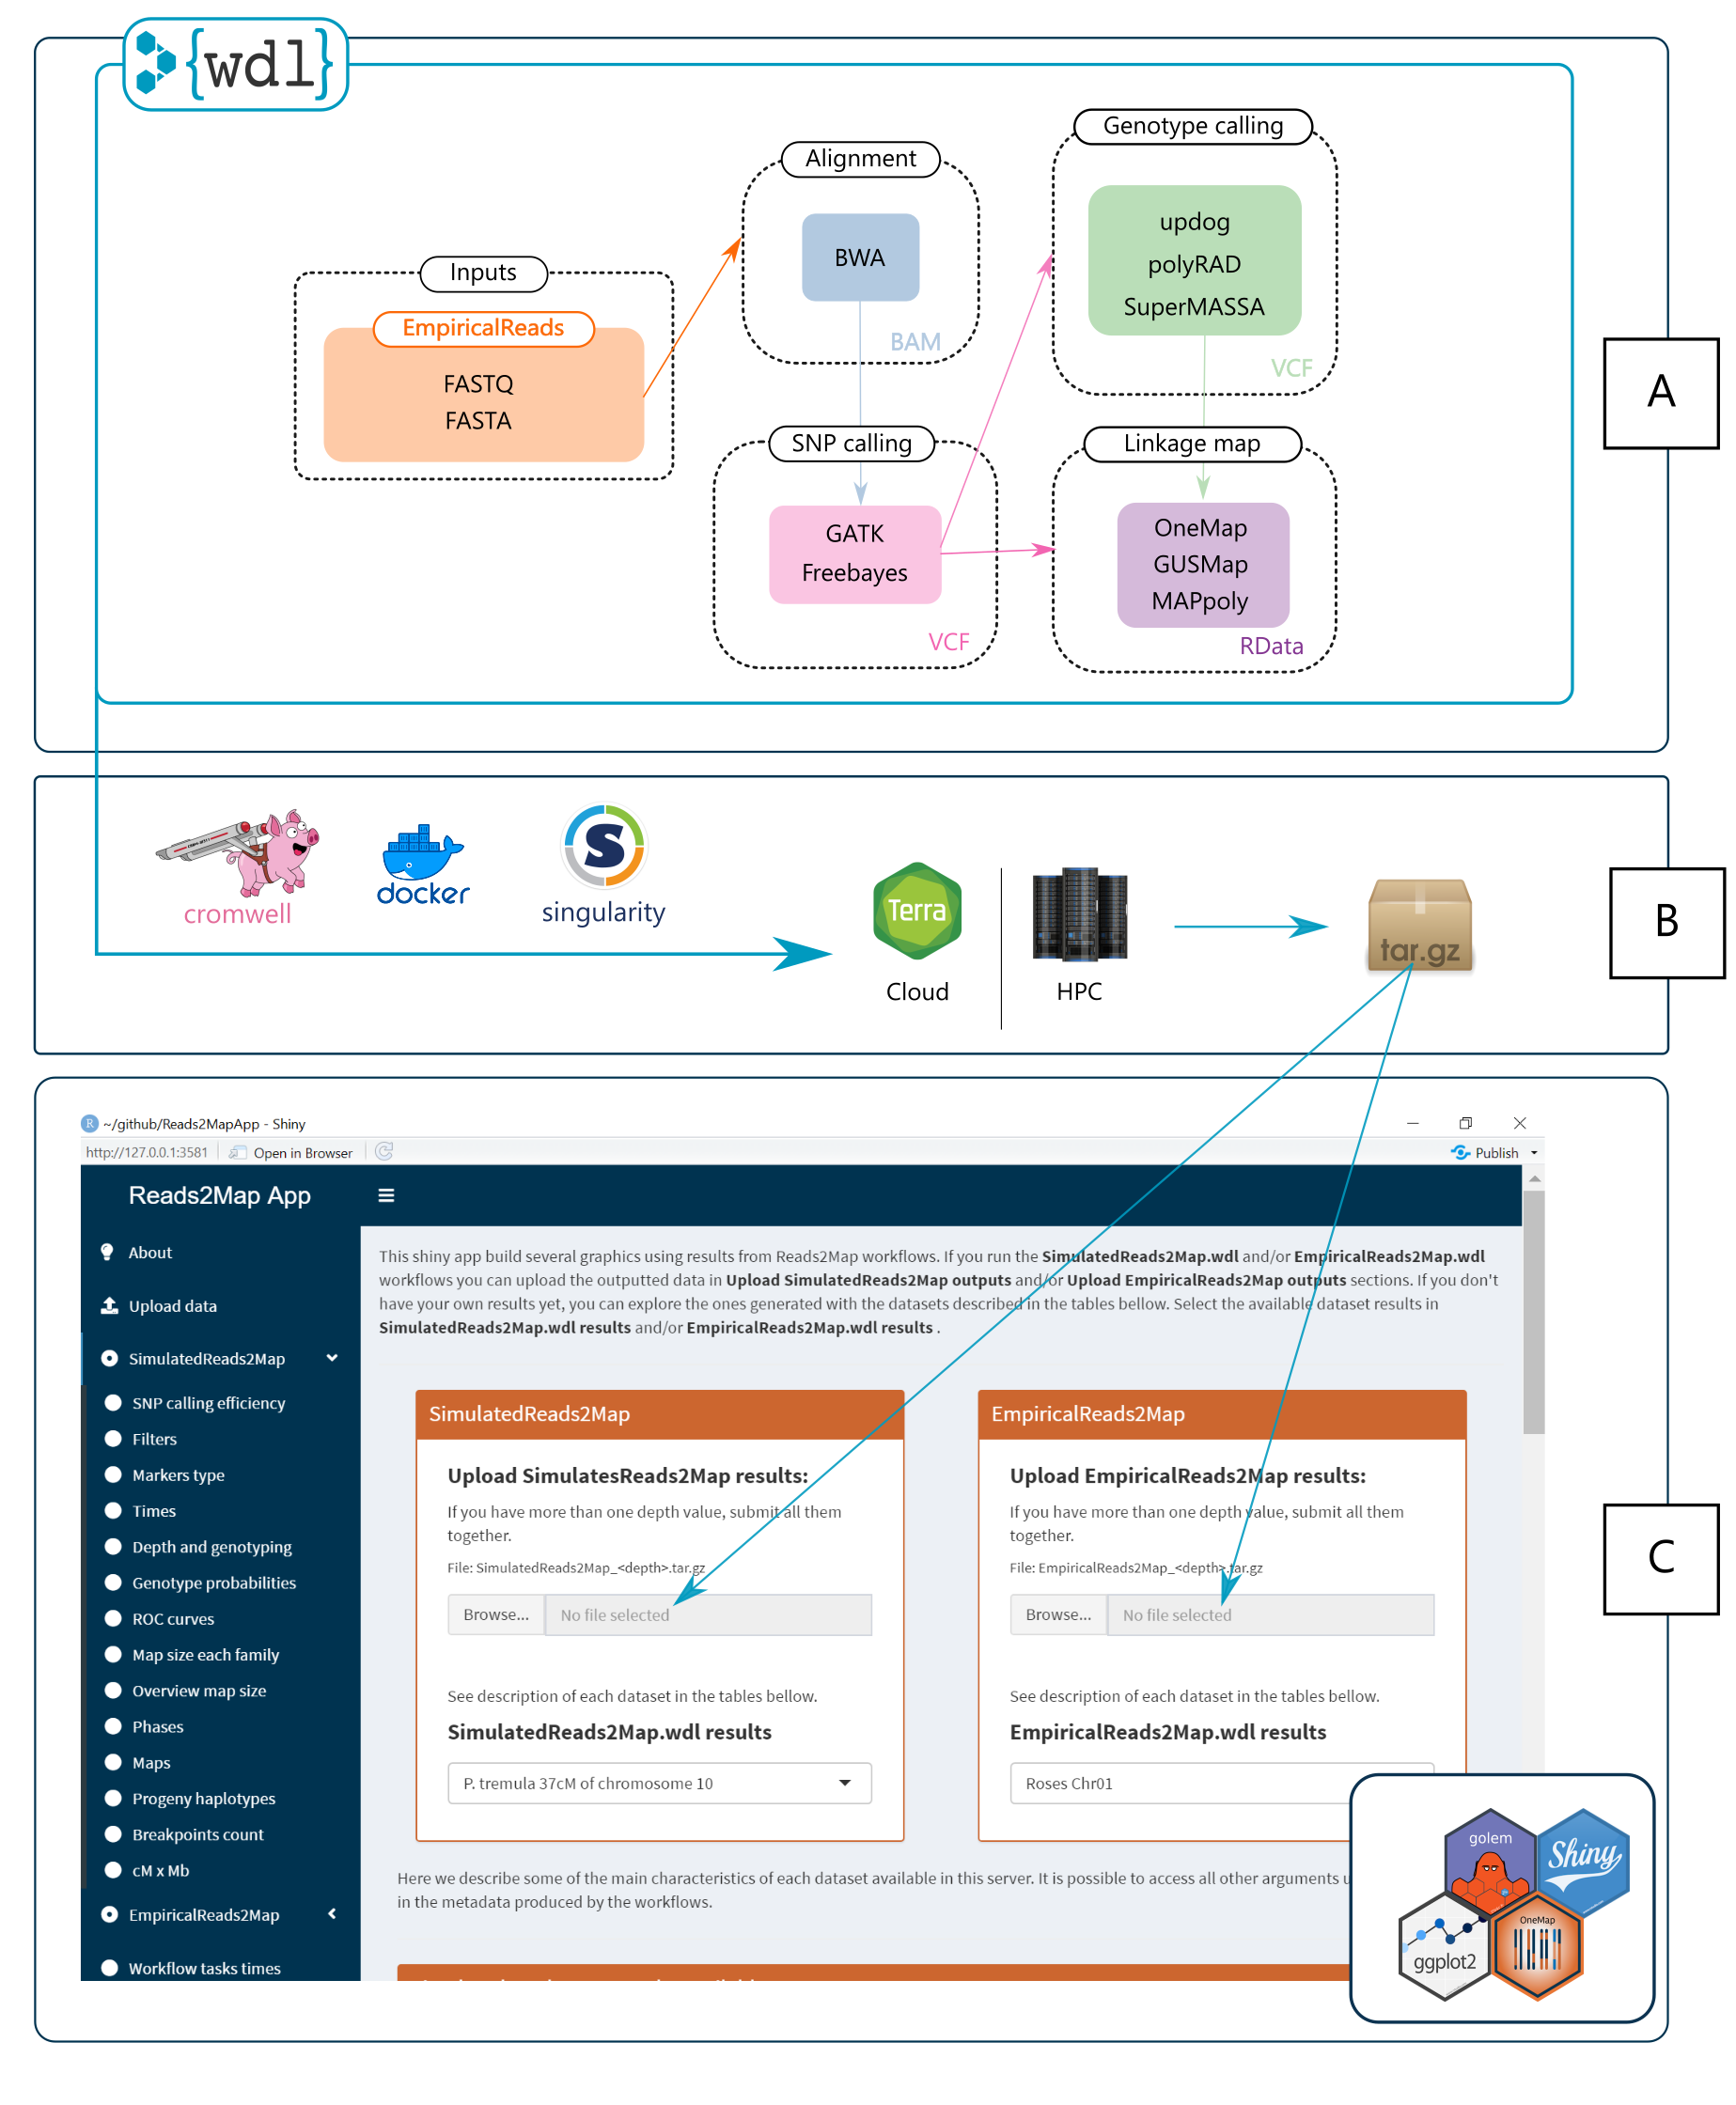 {wdl}
Inputs
EmpiricalReads
FASTQ
FASTA
Alignment
BWA
BAM
SNP calling
GATK
Freebayes
VCF
Genotype calling
updog
polyRAD
SuperMASSA
VCF
Linkage map
OneMap
GUSMap
MAPpoly
RData
A
cromwell
docker
S
singularity
Terra
Cloud
HPC
tar.gz
B
R ~/github/Reads2MapApp - Shiny
http://127.0.0.1:3581 Open in Browser Publish
Reads2Map App
About
Upload data
SimulatedReads2Map
SNP calling efficiency
Filters
Markers type
Times
Depth and genotyping
Genotype probabilities
ROC curves
Map size each family
Overview map size
Phases
Maps
Progeny haplotypes
Breakpoints count
cM x Mb
EmpiricalReads2Map
Workflow tasks times
This shiny app build several graphics using results from Reads2Map workflows. If you run the SimulatedReads2Map.wdl and/or EmpiricalReads2Map.wdl
workflows you can upload the outputted data in Upload SimulatedReads2Map outputs and/or Upload EmpiricalReads2Map outputs sections. If you don't
have your own results yet, you can explore the ones generated with the datasets described in the tables bellow. Select the available dataset results in
SimulatedReads2Map.wdl results and/or EmpiricalReads2Map.wdl results .
SimulatedReads2Map
Upload SimulatesReads2Map results:
If you have more than one depth value, submit all them
together.
File: SimulatedReads2Map_<depth>.tar.gz
Browse... No file selected
See description of each dataset in the tables bellow.
SimulatedReads2Map.wdl results
P. tremula 37cM of chromosome 10
EmpiricalReads2Map
Upload EmpiricalReads2Map results:
If you have more than one depth value, submit all them
together.
File: EmpiricalReads2Map_<depth>.tar.gz
Browse... No file selected
See description of each dataset in the tables bellow.
EmpiricalReads2Map.wdl results
Roses Chr01
Here we describe some of the main characteristics of each dataset available in this server. It is possible to access all other arguments
in the metadata produced by the workflows.
golem
Shiny
ggplot2
OneMap
C